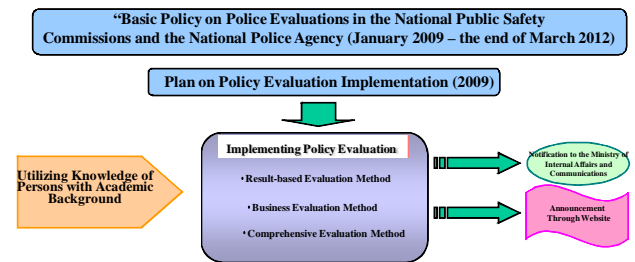 “Basic Policy on Police Evaluations in the National Public Safety
Commissions and the National Police Agency (January 2009 – the end of March 2012)
Plan on Policy Evaluation Implementation (2009)
Implementing Policy Evaluation
・Result-based Evaluation Method
・Business Evaluation Method
・Comprehensive Evaluation Method
Utilizing Knowledge of
Persons with Academic
Background
Notification to the Ministry of
Internal Affairs and
Communications
Announcement
Through Website